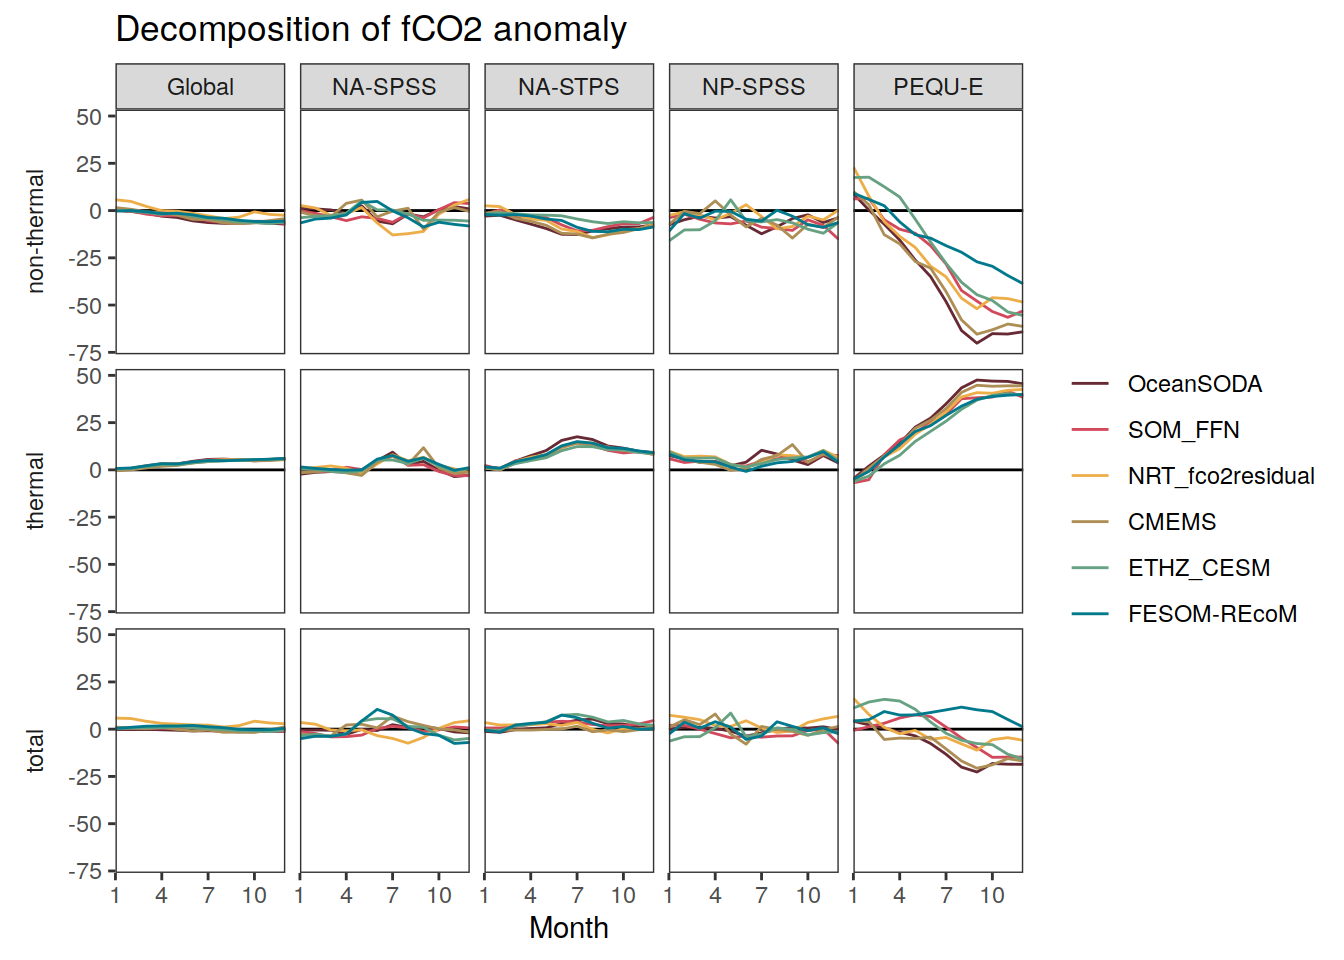 Decomposition of fCO2 anomaly
Global NA-SPSS NA-STPS NP-SPSS PEQU-E
non-thermal
50
25
0
-25
-50
-75
thermal
50
25
0
-25
-50
-75
total
50
25
0
-25
-50
-75
1 4 7 10 1 4 7 10 1 4 7 10 1 4 7 10 1 4 7 10
Month
OceanSODA
SOM_FFN
NRT_fco2residual
CMEMS
ETHZ_CESM
FESOM-REcoM